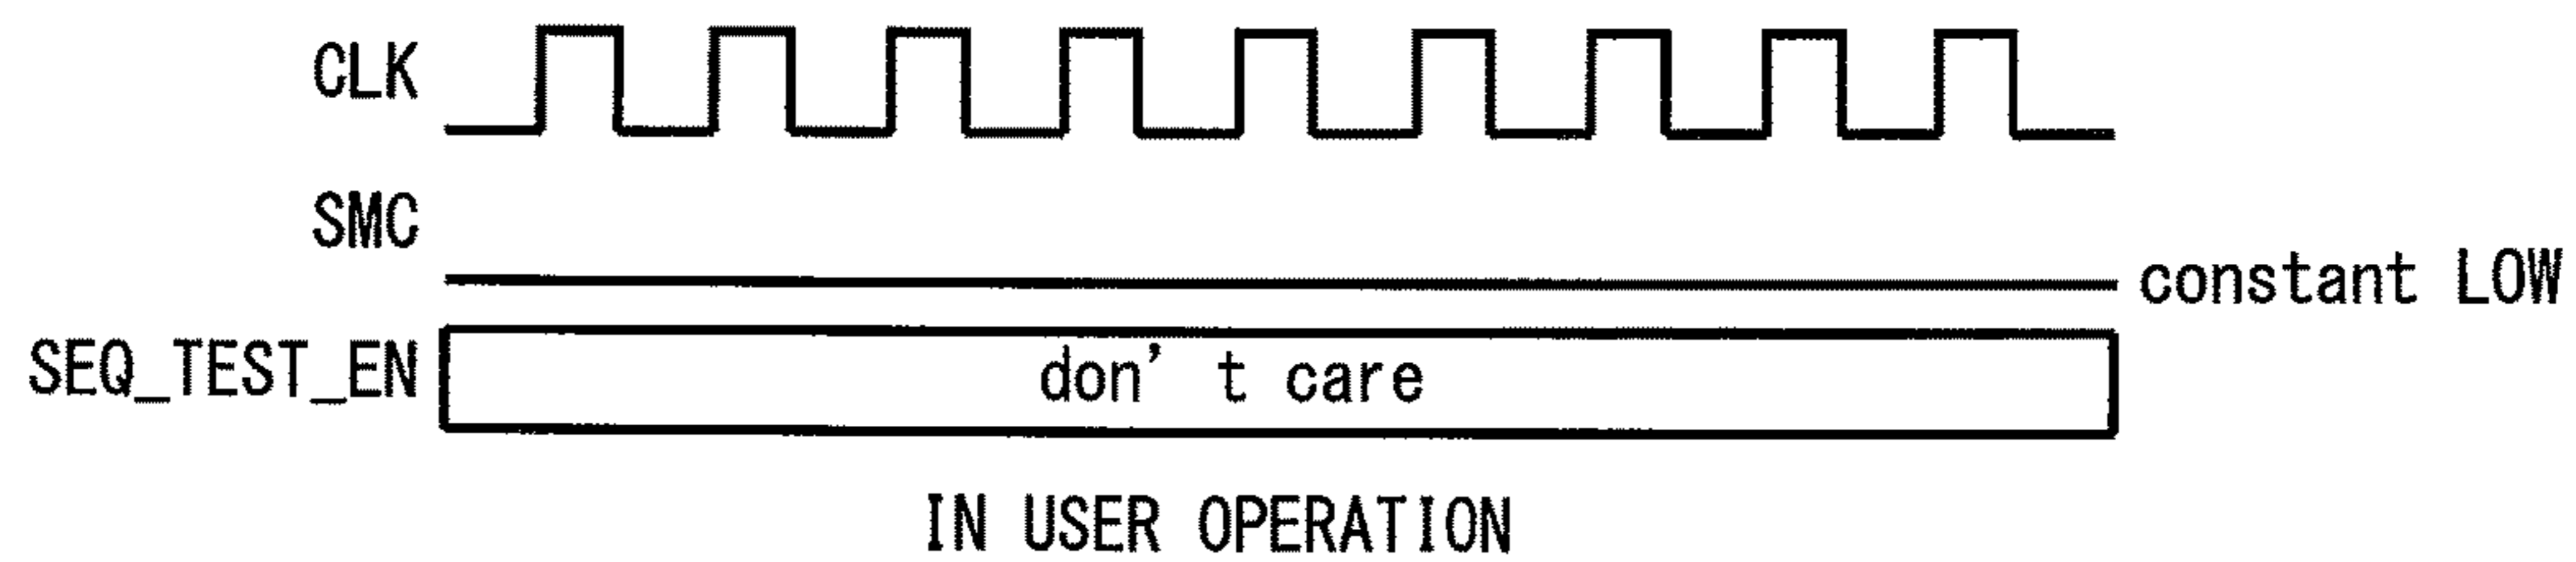 CLK
SMC
constant LOW
SEQ_TEST_EN
don't care
IN USER OPERATION